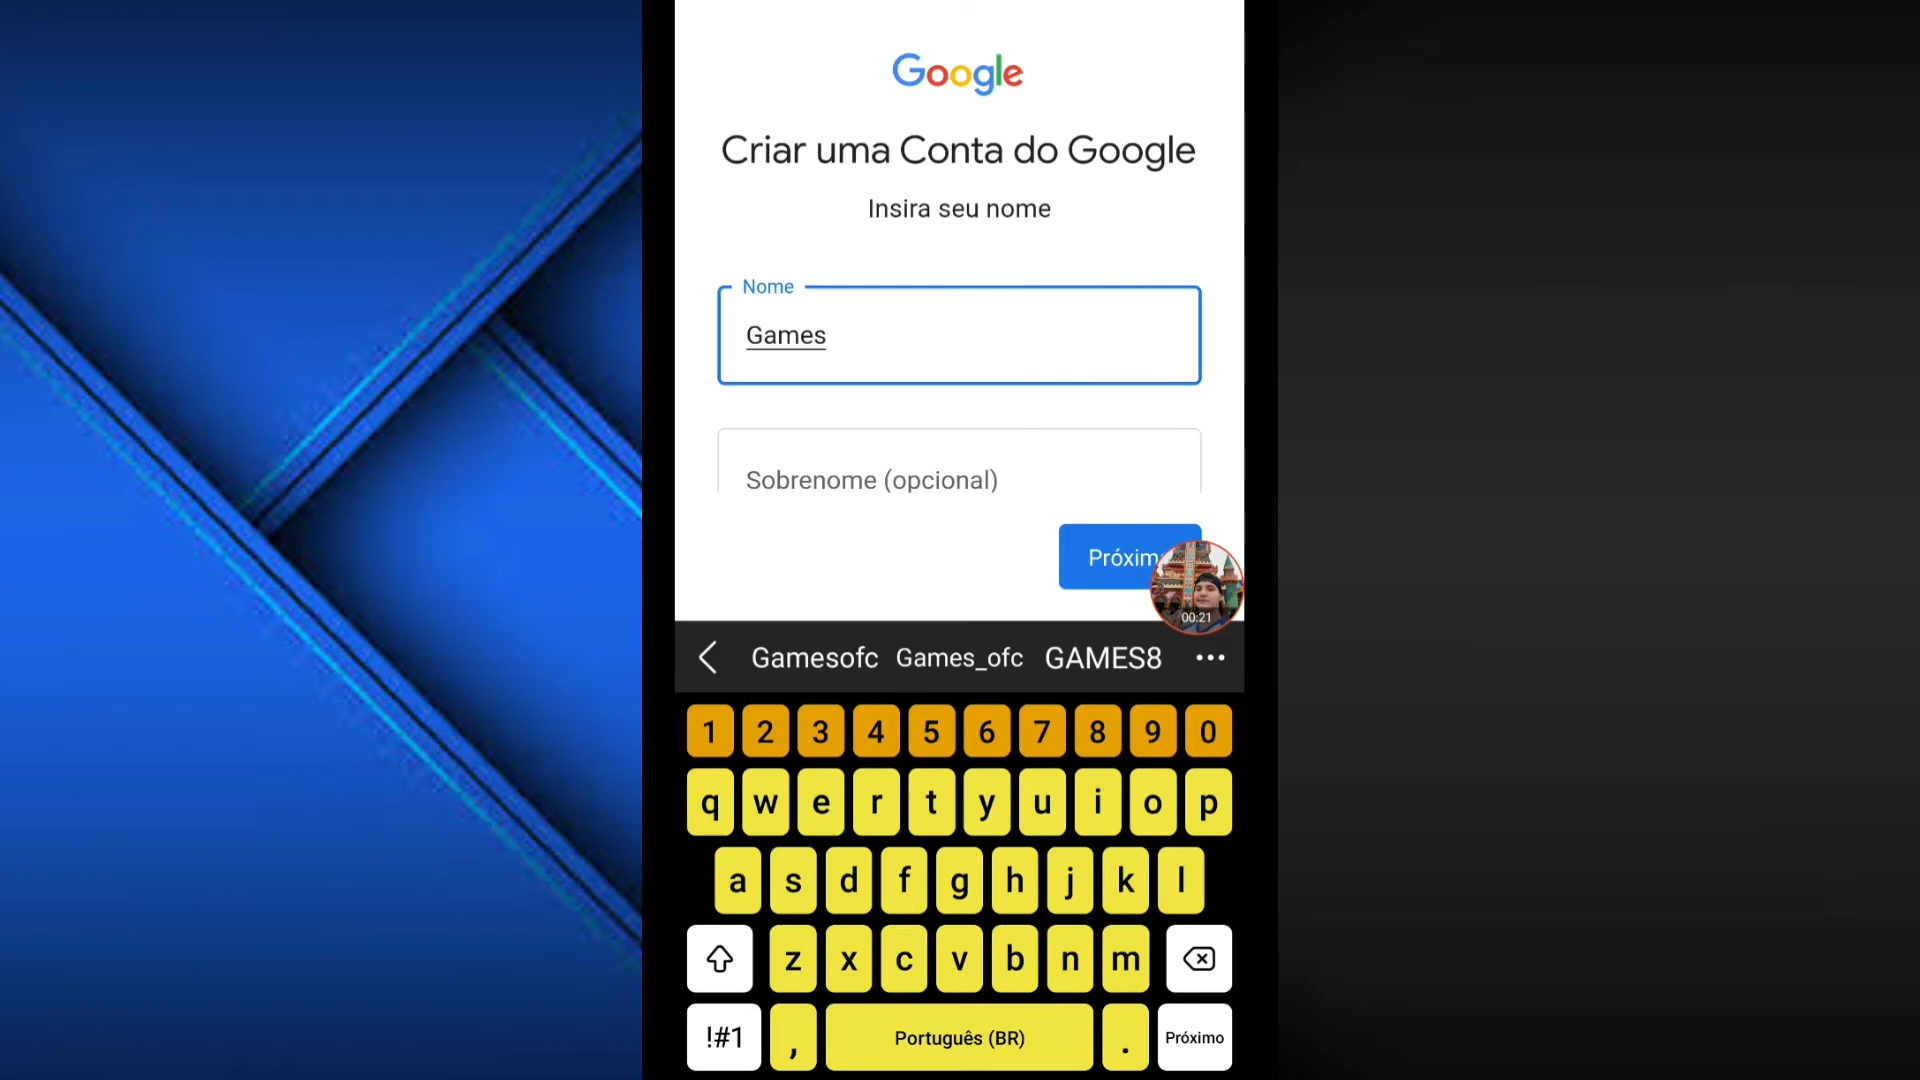 Google
Criar uma Conta do Google
Insira seu nome
Nome
Games
Sobrenome (opcional)
Próxim
00:21
Gamesofc Games_ofc GAMES8 •••
1 2 3 4 5 6 7 8 9 0
q w e r t y u i o p
a s d f g h j k l
z x c v b n m
!#1 , Português (BR) . Próximo